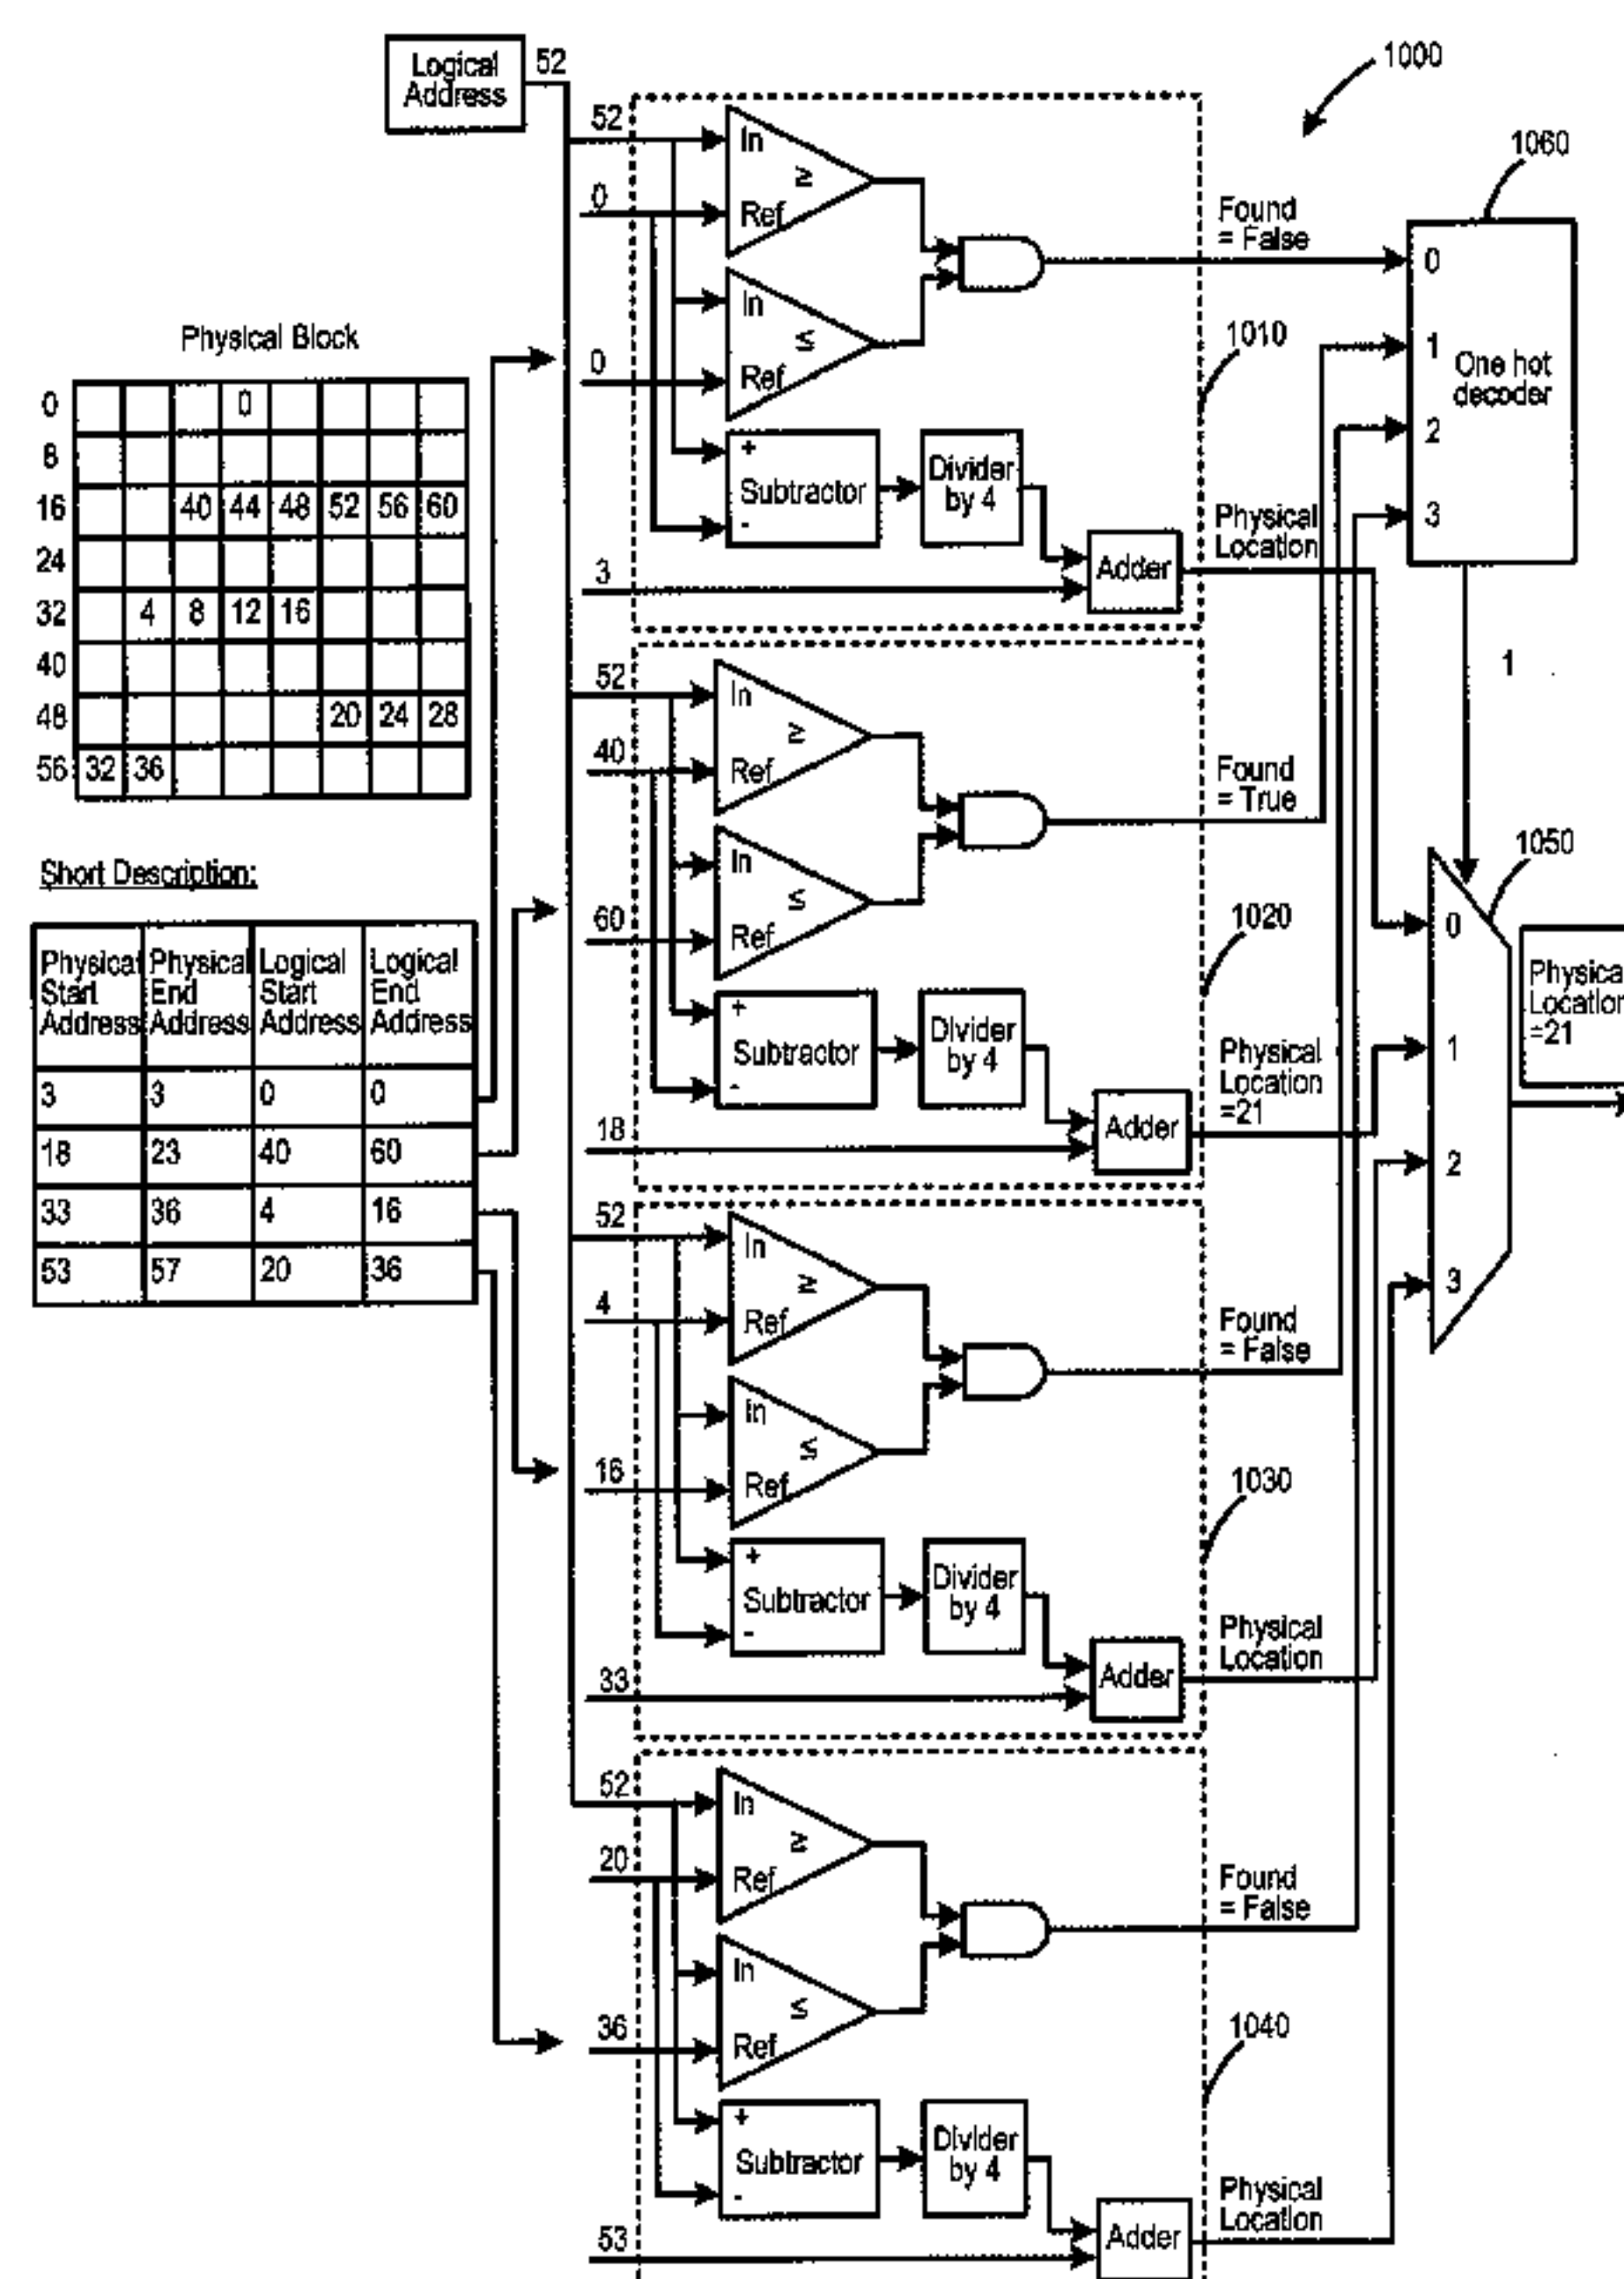 Logical
Address
52
1000
52
In
≥
0
Ref
In
≤
0
Ref
Found
= False
1060
0
1
2
3
One hot
decoder
1010
+
Subtractor
-
Divider
by 4
3
Adder
Physical
Location
1
Physical Block
0 0
8
16 40 44 48 52 56 60
24
32 4 8 12 16
40
48 20 24 28
56 32 36
Short Description:
Physical Start Address Physical End Address Logical Start Address Logical End Address
3 3 0 0
18 23 40 60
33 36 4 16
53 57 20 36
52
In
≥
40
Ref
In
≤
60
Ref
Found
= True
1020
+
Subtractor
-
Divider
by 4
18
Adder
Physical
Location
=21
1050
0
1
2
3
Physical
Location
=21
52
In
≥
4
Ref
In
≤
16
Ref
Found
= False
1030
+
Subtractor
-
Divider
by 4
33
Adder
Physical
Location
52
In
≥
20
Ref
In
≤
36
Ref
Found
= False
1040
+
Subtractor
-
Divider
by 4
53
Adder
Physical
Location